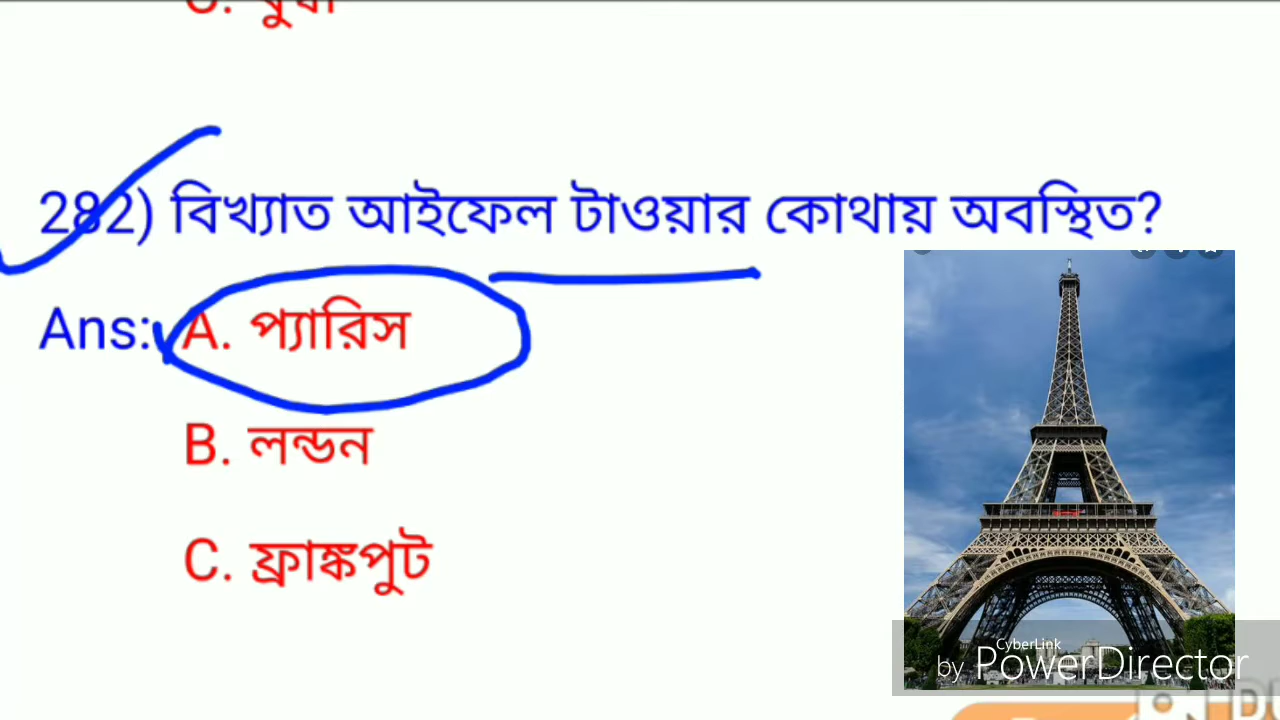 282) বিখ্যাত আইফেল টাওয়ার কোথায় অবস্থিত?
Ans: A. প্যারিস
B. লন্ডন
C. ফ্রাঙ্কপুট
CyberLink
by PowerDirector